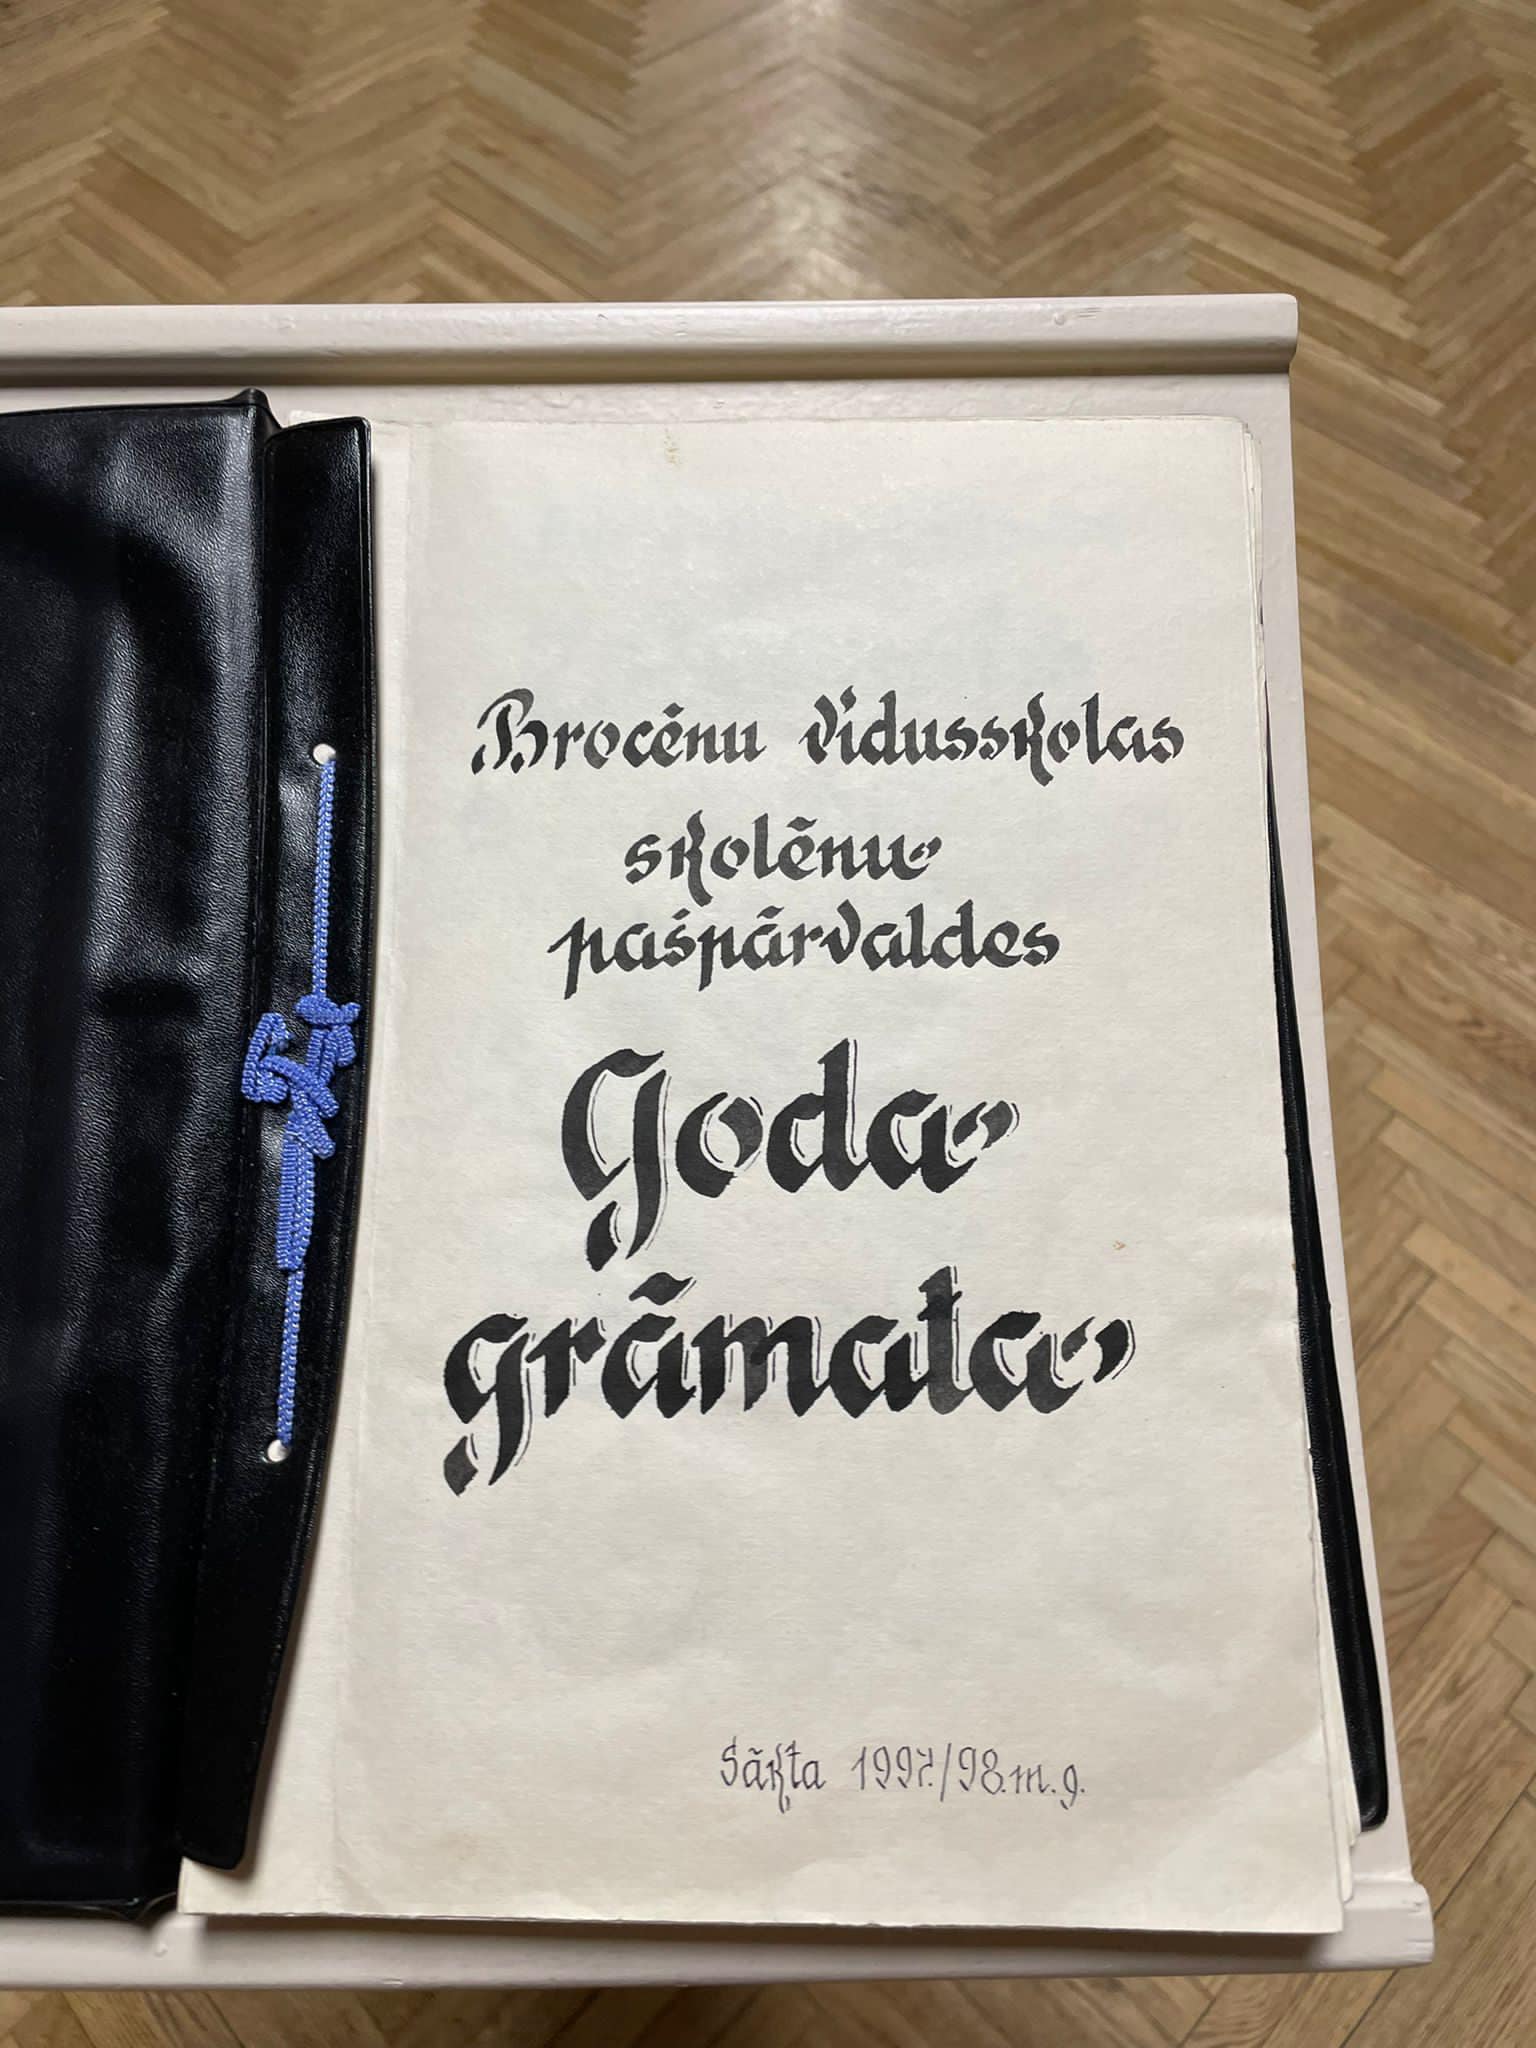 Brocēnu vidusskolas
skolēnu
pašpārvaldes
Goda
grāmata
Sākta 1997./98.m.g.